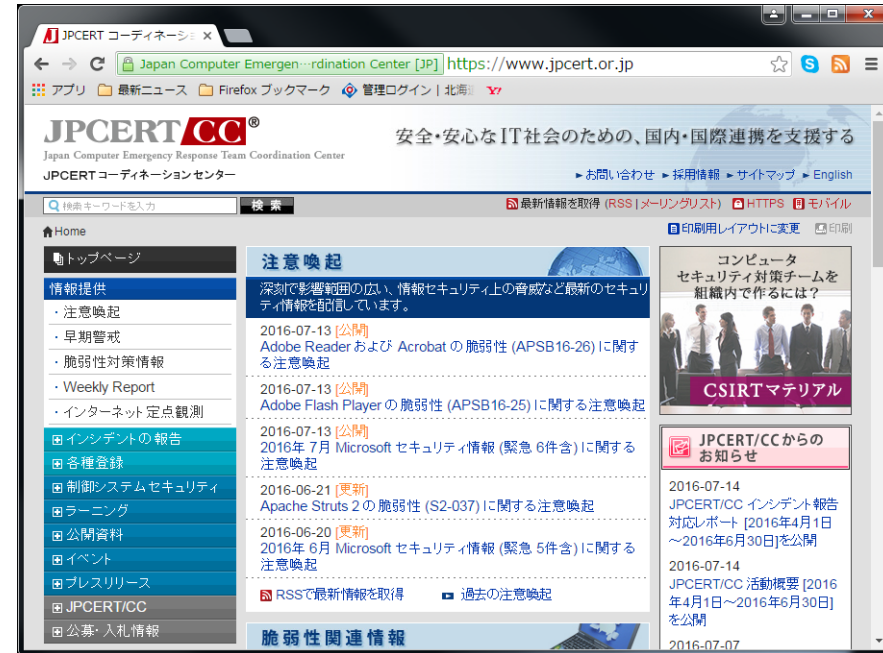 JPCERT コーディネーシ
Japan Computer Emergen…rdination Center [JP] https://www.jpcert.or.jp
アプリ 最新ニュース Firefox ブックマーク 管理ログイン | 北海
JPCERT CC ®
Japan Computer Emergency Response Team Coordination Center
JPCERT コーディネーションセンター
安全・安心なIT社会のための、国内・国際連携を支援する
お問い合わせ 採用情報 サイトマップ English
検索キーワードを入力 検索
最新情報を取得 (RSS | メーリングリスト) HTTPS モバイル
Home
印刷用レイアウトに変更 印刷
トップページ
情報提供
・注意喚起
・早期警戒
・脆弱性対策情報
・Weekly Report
・インターネット定点観測
インシデントの報告
各種登録
制御システムセキュリティ
ラーニング
公開資料
イベント
プレスリリース
JPCERT/CC
公募・入札情報
注意喚起
深刻で影響範囲の広い、情報セキュリティ上の脅威など最新のセキュリ
ティ情報を配信しています。
2016-07-13 [公開]
Adobe Reader および Acrobat の脆弱性 (APSB16-26) に関す
る注意喚起
2016-07-13 [公開]
Adobe Flash Player の脆弱性 (APSB16-25) に関する注意喚起
2016-07-13 [公開]
2016年 7月 Microsoft セキュリティ情報 (緊急 6件含) に関する
注意喚起
2016-06-21 [更新]
Apache Struts 2 の脆弱性 (S2-037) に関する注意喚起
2016-06-20 [更新]
2016年 6月 Microsoft セキュリティ情報 (緊急 5件含) に関する
注意喚起
RSSで最新情報を取得 過去の注意喚起
脆弱性関連情報
コンピュータ
セキュリティ対策チームを
組織内で作るには？
CSIRTマテリアル
JPCERT/CCからの
お知らせ
2016-07-14
JPCERT/CC インシデント報告
対応レポート [2016年4月1日
～2016年6月30日]を公開
2016-07-14
JPCERT/CC 活動概要 [2016
年4月1日～2016年6月30日]
を公開
2016-07-07